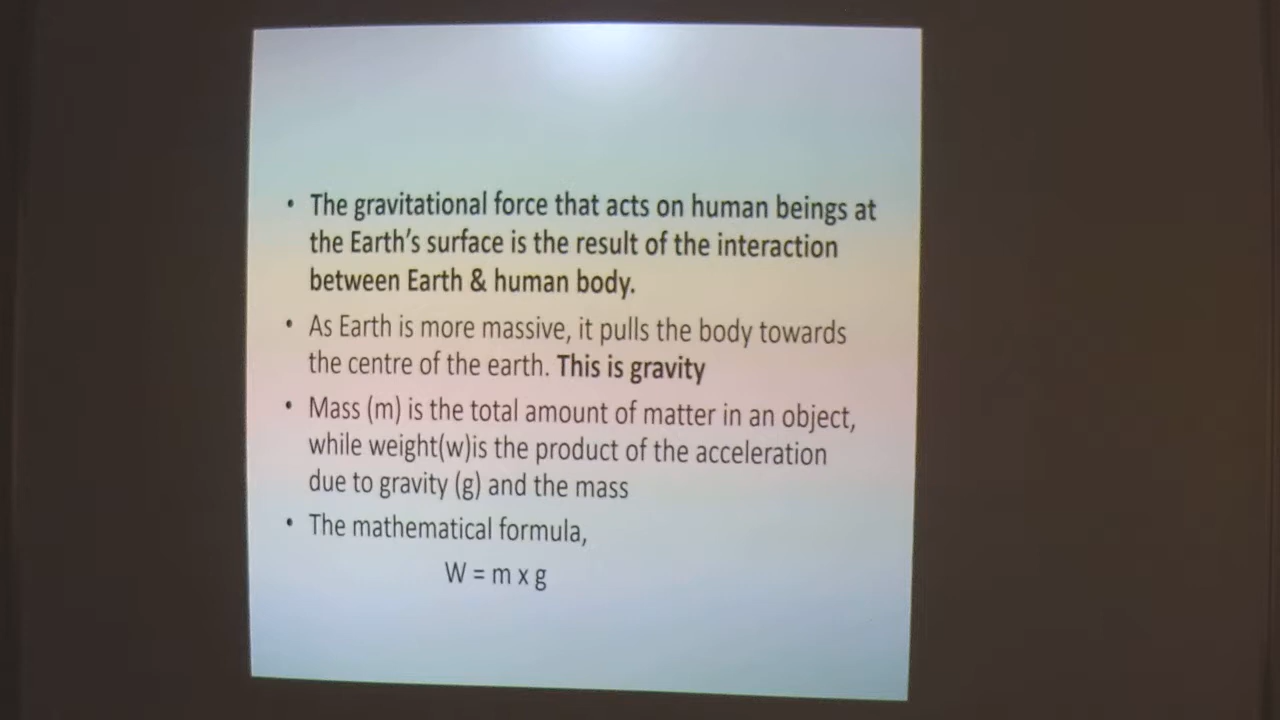 • The gravitational force that acts on human beings at
the Earth's surface is the result of the interaction
between Earth & human body.
• As Earth is more massive, it pulls the body towards
the centre of the earth. This is gravity
• Mass (m) is the total amount of matter in an object,
while weight(w)is the product of the acceleration
due to gravity (g) and the mass
• The mathematical formula,
W = m x g